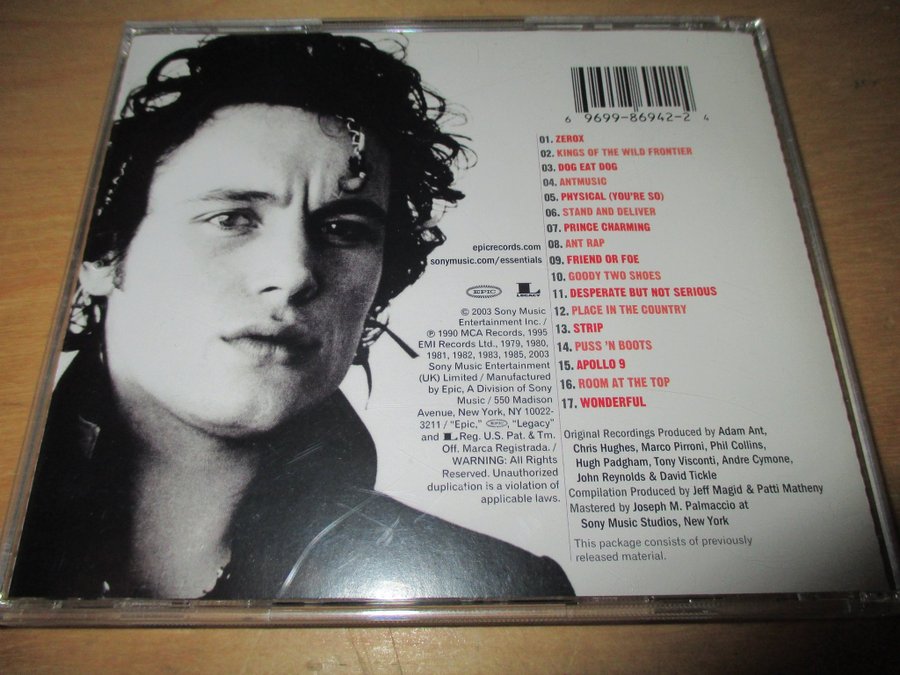 6 9699-86942-2 4
01. ZEROX
02. KINGS OF THE WILD FRONTIER
03. DOG EAT DOG
04. ANTMUSIC
05. PHYSICAL (YOU'RE SO)
06. STAND AND DELIVER
07. PRINCE CHARMING
08. ANT RAP
09. FRIEND OR FOE
10. GOODY TWO SHOES
11. DESPERATE BUT NOT SERIOUS
12. PLACE IN THE COUNTRY
13. STRIP
14. PUSS 'N BOOTS
15. APOLLO 9
16. ROOM AT THE TOP
17. WONDERFUL
epicrecords.com
sonymusic.com/essentials
EPIC
L
LEGACY
© 2003 Sony Music
Entertainment Inc. /
℗ 1990 MCA Records, 1995
EMI Records Ltd., 1979, 1980,
1981, 1982, 1983, 1985, 2003
Sony Music Entertainment
(UK) Limited / Manufactured
by Epic, A Division of Sony
Music / 550 Madison
Avenue, New York, NY 10022-
3211 / "Epic," EPIC, "Legacy"
and L Reg. U.S. Pat. & Tm.
Off. Marca Registrada. /
WARNING: All Rights
Reserved. Unauthorized
duplication is a violation of
applicable laws.
Original Recordings Produced by Adam Ant,
Chris Hughes, Marco Pirroni, Phil Collins,
Hugh Padgham, Tony Visconti, Andre Cymone,
John Reynolds & David Tickle
Compilation Produced by Jeff Magid & Patti Matheny
Mastered by Joseph M. Palmaccio at
Sony Music Studios, New York
This package consists of previously
released material.